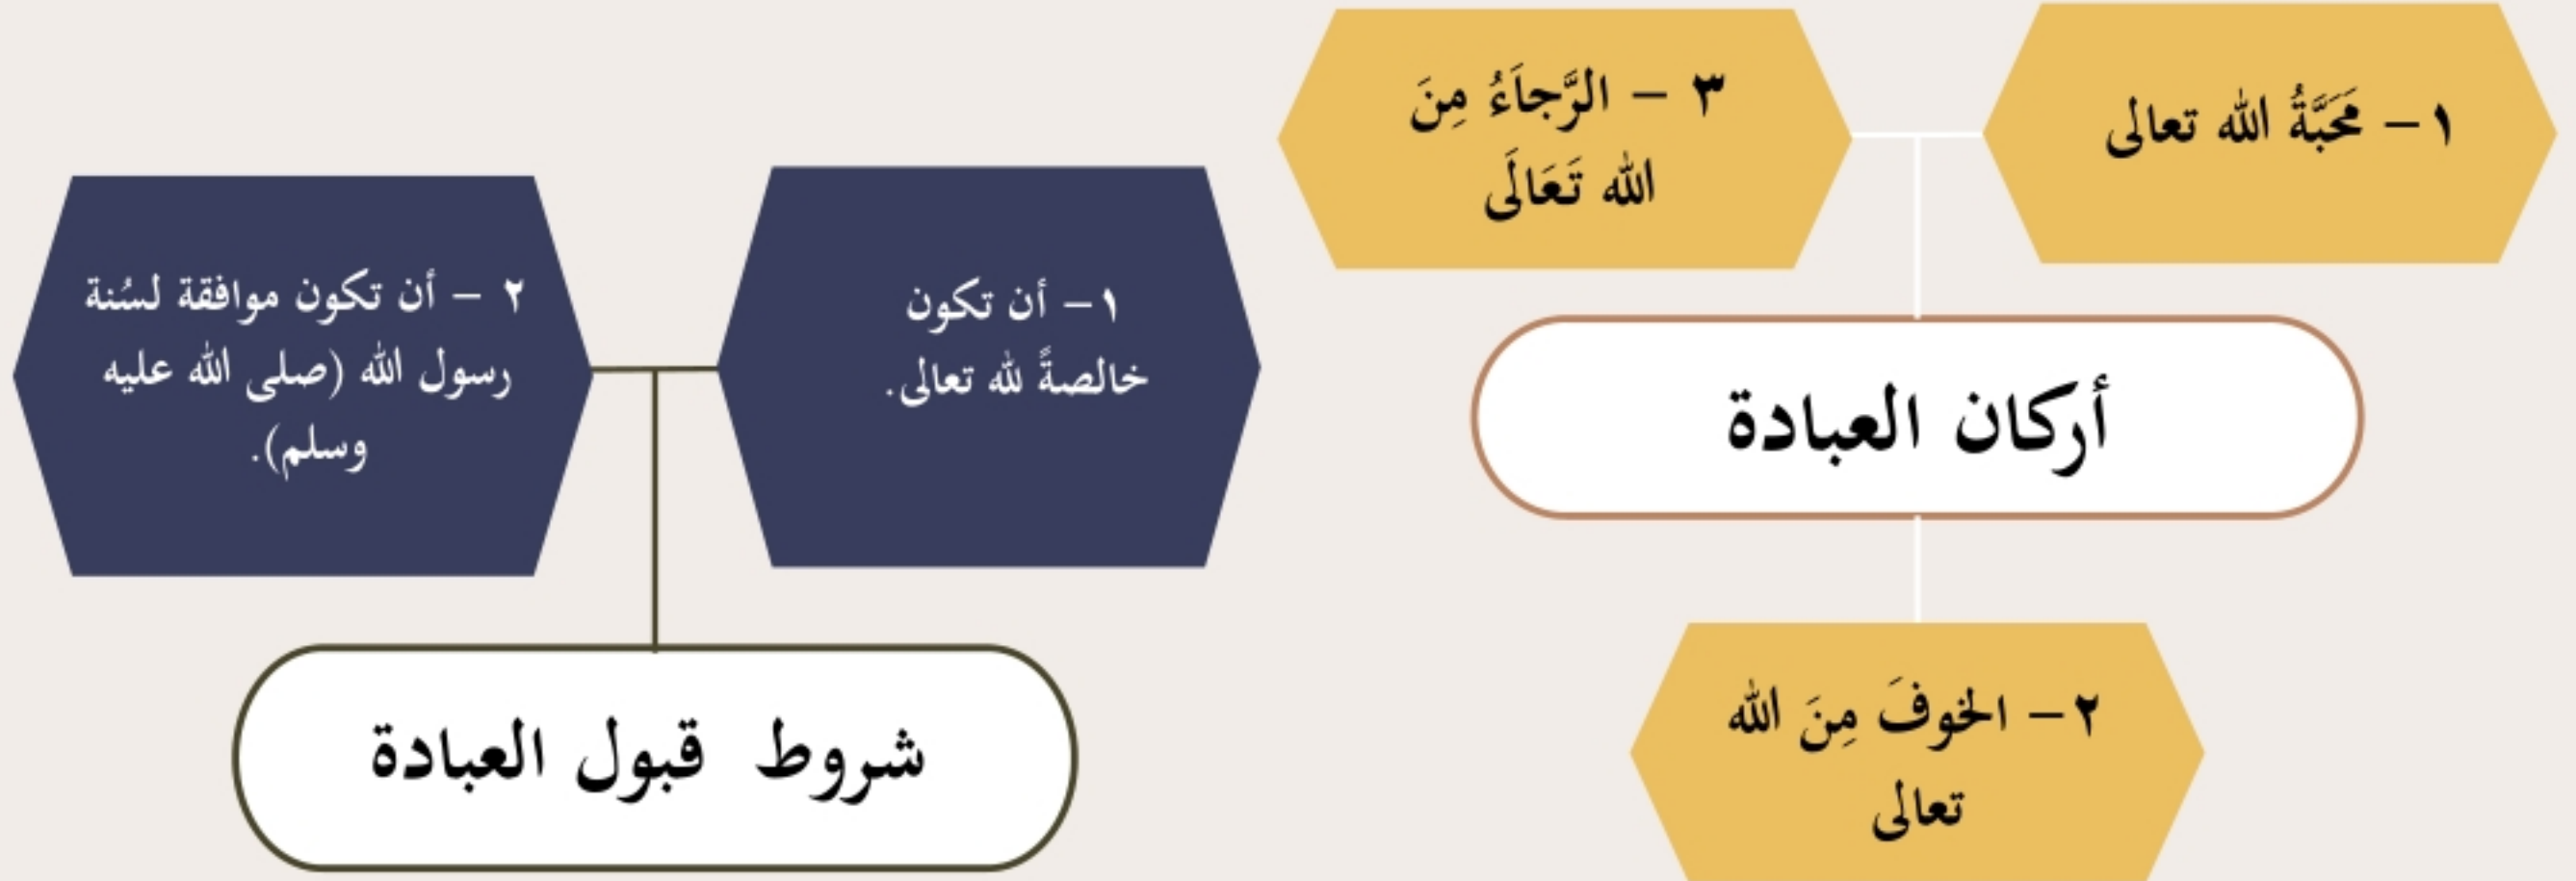 ١- مَحَبَّةُ الله تعالى
٣ - الرَّجاَءُ مِنَ
الله تَعَالَى
أركان العبادة
٢- الخوفَ مِنَ الله
تعالى
١- أن تكون
خالصةً لله تعالى.
٢ - أن تكون موافقة لسُنة
رسول الله (صلى الله عليه
وسلم).
شروط قبول العبادة